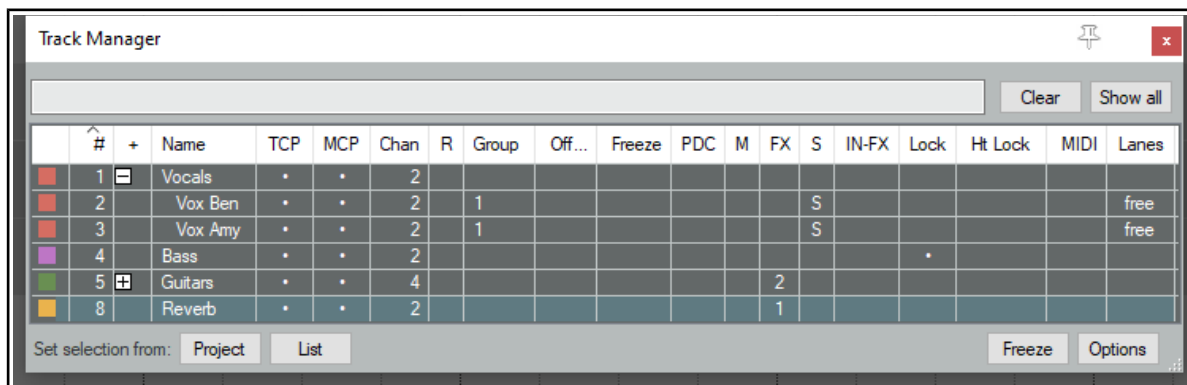 Track Manager
x
Clear Show all
# + Name TCP MCP Chan R Group Off... Freeze PDC M FX S IN-FX Lock Ht Lock MIDI Lanes
1 Vocals • • 2
2 Vox Ben • • 2 1 S free
3 Vox Amy • • 2 1 S free
4 Bass • • 2 •
5 Guitars • • 4 2
8 Reverb • • 2 1
Set selection from: Project List Freeze Options